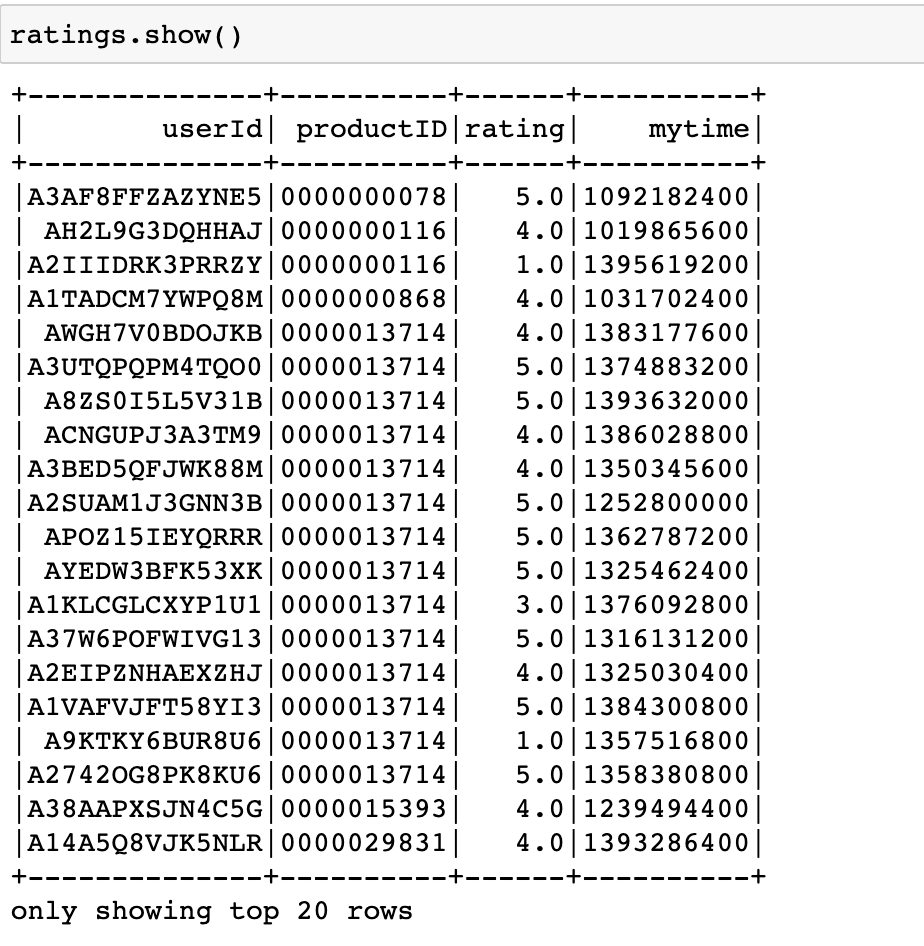 ratings.show()
+--------------+----------+------+----------+
|        userId| productID|rating|    mytime|
+--------------+----------+------+----------+
|A3AF8FFZAZYNE5|0000000078|   5.0|1092182400|
| AH2L9G3DQHHAJ|0000000116|   4.0|1019865600|
|A2IIIDRK3PRRZY|0000000116|   1.0|1395619200|
|A1TADCM7YWPQ8M|0000000868|   4.0|1031702400|
| AWGH7V0BDOJKB|0000013714|   4.0|1383177600|
|A3UTQPQPM4TQO0|0000013714|   5.0|1374883200|
| A8ZS0I5L5V31B|0000013714|   5.0|1393632000|
| ACNGUPJ3A3TM9|0000013714|   4.0|1386028800|
|A3BED5QFJWK88M|0000013714|   4.0|1350345600|
|A2SUAM1J3GNN3B|0000013714|   5.0|1252800000|
| APOZ15IEYQRRR|0000013714|   5.0|1362787200|
| AYEDW3BFK53XK|0000013714|   5.0|1325462400|
|A1KLCGLCXYP1U1|0000013714|   3.0|1376092800|
|A37W6POFWIVG13|0000013714|   5.0|1316131200|
|A2EIPZNHAEXZHJ|0000013714|   4.0|1325030400|
|A1VAFVJFT58YI3|0000013714|   5.0|1384300800|
| A9KTKY6BUR8U6|0000013714|   1.0|1357516800|
|A2742OG8PK8KU6|0000013714|   5.0|1358380800|
|A38AAPXSJN4C5G|0000015393|   4.0|1239494400|
|A14A5Q8VJK5NLR|0000029831|   4.0|1393286400|
+--------------+----------+------+----------+
only showing top 20 rows